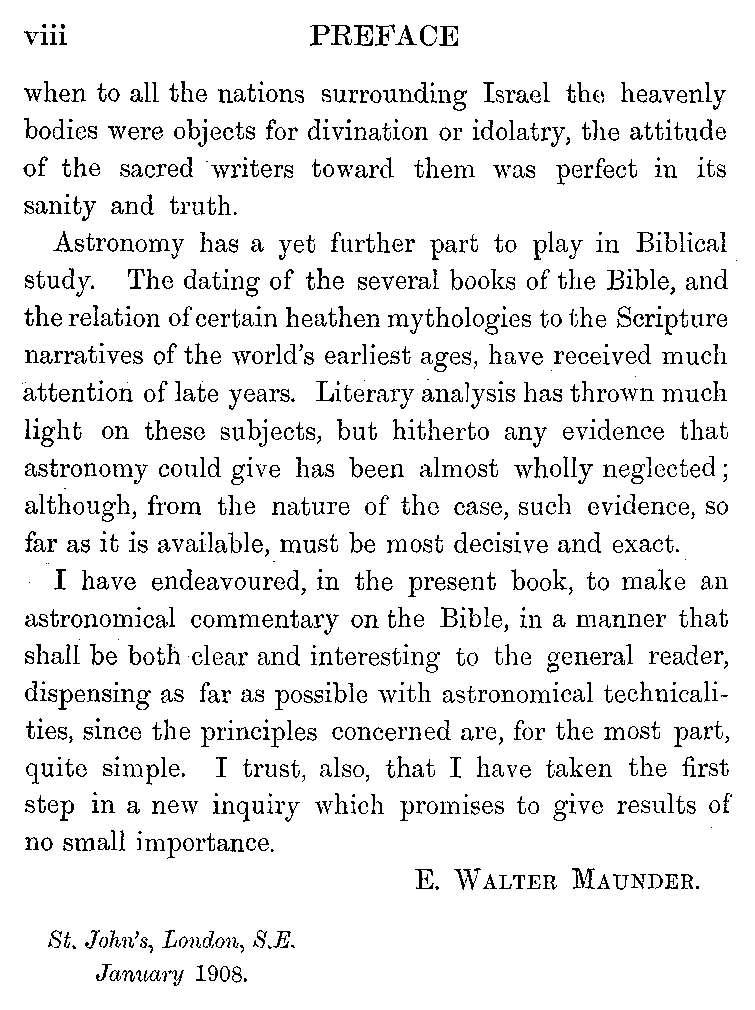 viii PREFACE
when to all the nations surrounding Israel the heavenly
bodies were objects for divination or idolatry, the attitude
of the sacred writers toward them was perfect in its
sanity and truth.
Astronomy has a yet further part to play in Biblical
study. The dating of the several books of the Bible, and
the relation of certain heathen mythologies to the Scripture
narratives of the world's earliest ages, have received much
attention of late years. Literary analysis has thrown much
light on these subjects, but hitherto any evidence that
astronomy could give has been almost wholly neglected;
although, from the nature of the case, such evidence, so
far as it is available, must be most decisive and exact.
I have endeavoured, in the present book, to make an
astronomical commentary on the Bible, in a manner that
shall be both clear and interesting to the general reader,
dispensing as far as possible with astronomical technicali-
ties, since the principles concerned are, for the most part,
quite simple. I trust, also, that I have taken the first
step in a new inquiry which promises to give results of
no small importance.
E. WALTER MAUNDER.
St. John's, London, S.E.
January 1908.